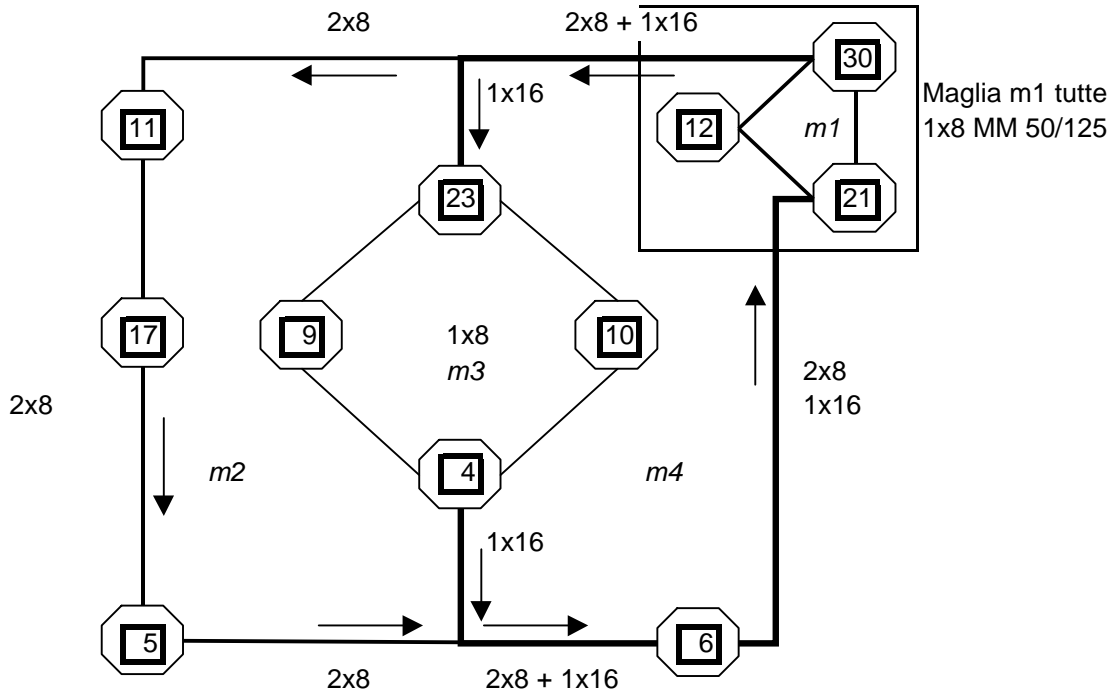 2x8
2x8 + 1x16
30
1x16
Maglia m1 tutte
1x8 MM 50/125
11
12
m1
23
21
17
9
1x8
m3
10
2x8
1x16
2x8
m2
4
m4
1x16
5
6
2x8
2x8 + 1x16